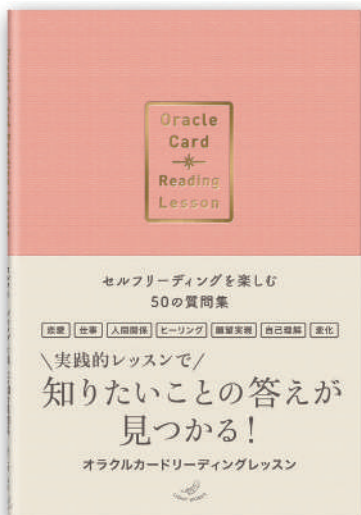 Oracle
Card
Reading
Lesson
セルフリーディングを楽しむ
50の質問集
恋愛 仕事 人間関係 ヒーリング 願望実現 自己理解 変化
\実践的レッスンで/
知りたいことの答えが
見つかる!
オラクルカードリーディングレッスン